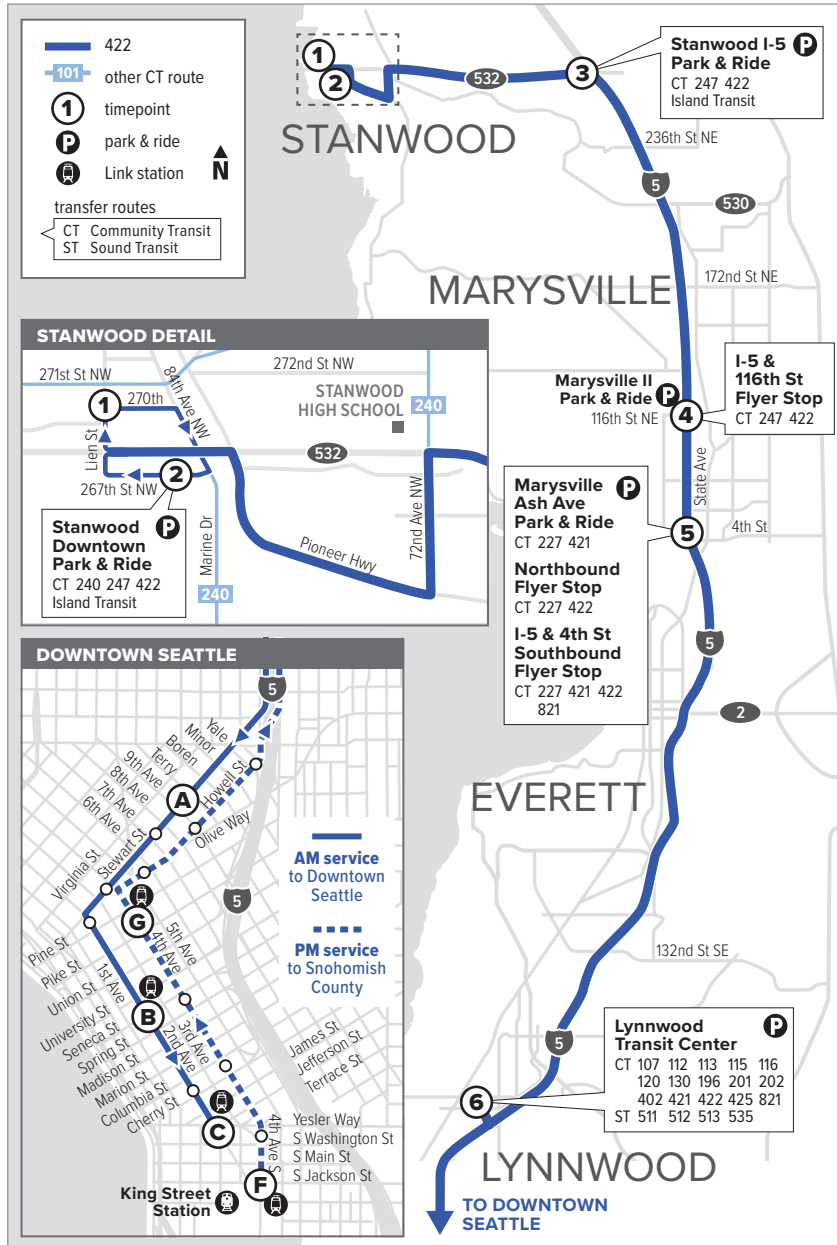 422
101
other CT route
1
timepoint
P
park & ride
Link station
N
transfer routes
CT Community Transit
ST Sound Transit
1
2
532
3
Stanwood I-5
Park & Ride
P
CT 247 422
Island Transit
STANWOOD
236th St NE
5
530
MARYSVILLE
172nd St NE
Marysville II
Park & Ride
P
116th St NE
4
I-5 &
116th St
Flyer Stop
CT 247 422
State Ave
Marysville
Ash Ave
Park & Ride
P
CT 227 421
Northbound
Flyer Stop
CT 227 422
I-5 & 4th St
Southbound
Flyer Stop
CT 227 421 422
821
5
4th St
5
2
EVERETT
132nd St SE
5
Lynnwood
Transit Center
P
CT 107 112 113 115 116
120 130 196 201 202
402 421 422 425 821
ST 511 512 513 535
6
LYNNWOOD
TO DOWNTOWN
SEATTLE
STANWOOD DETAIL
271st St NW
272nd St NW
84th Ave NW
1
270th
STANWOOD
HIGH SCHOOL
240
Lien St
532
2
267th St NW
Stanwood
Downtown
Park & Ride
P
CT 240 247 422
Island Transit
Marine Dr
240
Pioneer Hwy
72nd Ave NW
DOWNTOWN SEATTLE
5
Yale
Minor
Boren
Terry
9th Ave
8th Ave
7th Ave
6th Ave
A
Howell St
Olive Way
Virginia St
Stewart St
AM service
to Downtown
Seattle
PM service
to Snohomish
County
G
5
5th Ave
4th Ave
Pine St
Pike St
Union St
University St
Seneca St
Spring St
Madison St
Marion St
Columbia St
Cherry St
1st Ave
B
2nd Ave
3rd Ave
James St
Jefferson St
Terrace St
C
4th Ave S
Yesler Way
S Washington St
S Main St
S Jackson St
F
King Street
Station